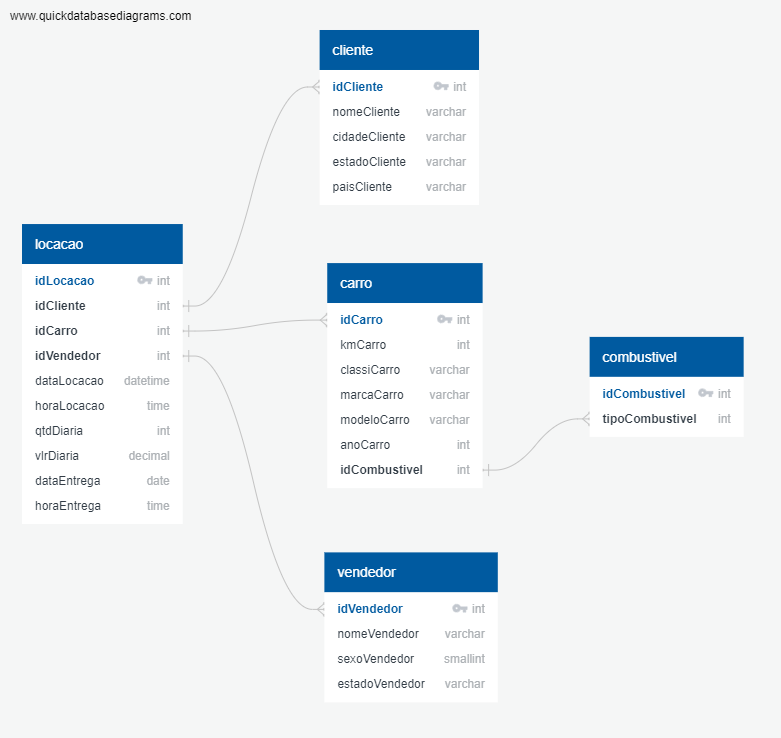 www.quickdatabasediagrams.com
cliente
idCliente int
nomeCliente varchar
cidadeCliente varchar
estadoCliente varchar
paisCliente varchar
locacao
idLocacao int
idCliente int
idCarro int
idVendedor int
dataLocacao datetime
horaLocacao time
qtdDiaria int
vlrDiaria decimal
dataEntrega date
horaEntrega time
carro
idCarro int
kmCarro int
classiCarro varchar
marcaCarro varchar
modeloCarro varchar
anoCarro int
idCombustivel int
combustivel
idCombustivel int
tipoCombustivel int
vendedor
idVendedor int
nomeVendedor varchar
sexoVendedor smallint
estadoVendedor varchar